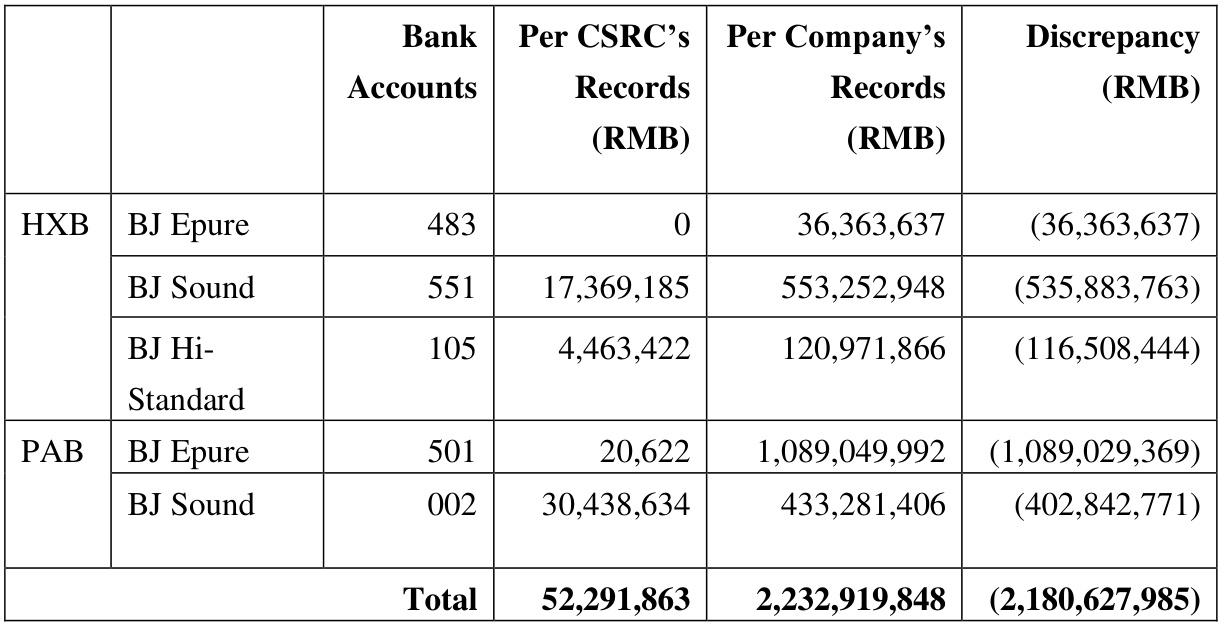 Bank Per CSRC's Per Company's Discrepancy
Accounts Records Records (RMB)
(RMB) (RMB)
HXB BJ Epure 483 0 36,363,637 (36,363,637)
BJ Sound 551 17,369,185 553,252,948 (535,883,763)
BJ Hi- 105 4,463,422 120,971,866 (116,508,444)
Standard
PAB BJ Epure 501 20,622 1,089,049,992 (1,089,029,369)
BJ Sound 002 30,438,634 433,281,406 (402,842,771)
Total 52,291,863 2,232,919,848 (2,180,627,985)